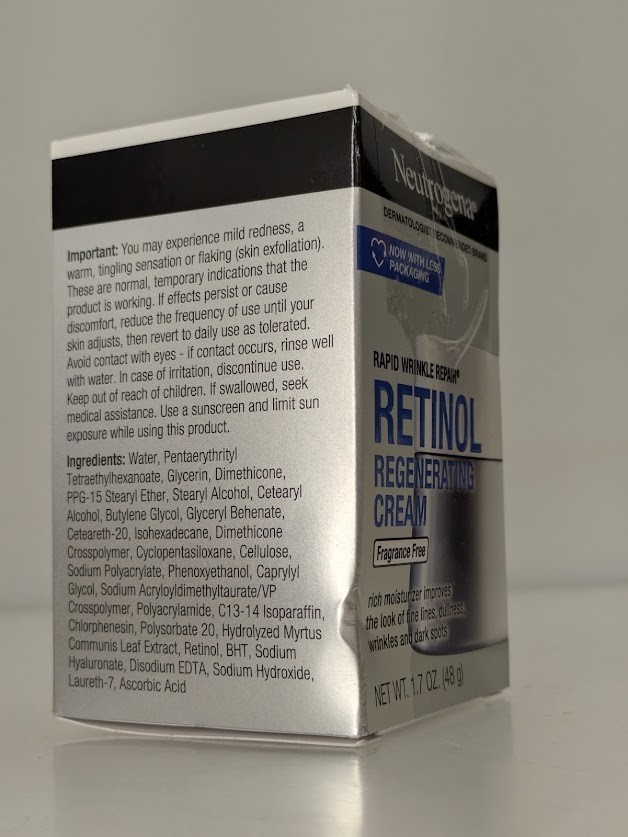 Important: You may experience mild redness, a
warm, tingling sensation or flaking (skin exfoliation).
These are normal, temporary indications that the
product is working. If effects persist or cause
discomfort, reduce the frequency of use until your
skin adjusts, then revert to daily use as tolerated.
Avoid contact with eyes - if contact occurs, rinse well
with water. In case of irritation, discontinue use.
Keep out of reach of children. If swallowed, seek
medical assistance. Use a sunscreen and limit sun
exposure while using this product.
Ingredients: Water, Pentaerythrityl
Tetraethylhexanoate, Glycerin, Dimethicone,
PPG-15 Stearyl Ether, Stearyl Alcohol, Cetearyl
Alcohol, Butylene Glycol, Glyceryl Behenate,
Ceteareth-20, Isohexadecane, Dimethicone
Crosspolymer, Cyclopentasiloxane, Cellulose,
Sodium Polyacrylate, Phenoxyethanol, Caprylyl
Glycol, Sodium Acryloyldimethyltaurate/VP
Crosspolymer, Polyacrylamide, C13-14 Isoparaffin,
Chlorphenesin, Polysorbate 20, Hydrolyzed Myrtus
Communis Leaf Extract, Retinol, BHT, Sodium
Hyaluronate, Disodium EDTA, Sodium Hydroxide,
Laureth-7, Ascorbic Acid
Neutrogena®
DERMATOLOGIST RECOMMENDED BRAND
NOW WITH LESS
PACKAGING
RAPID WRINKLE REPAIR®
RETINOL
REGENERATING
CREAM
Fragrance Free
rich moisturizer improves
the look of fine lines, dullness,
wrinkles and dark spots
NET WT. 1.7 OZ. (48 g)